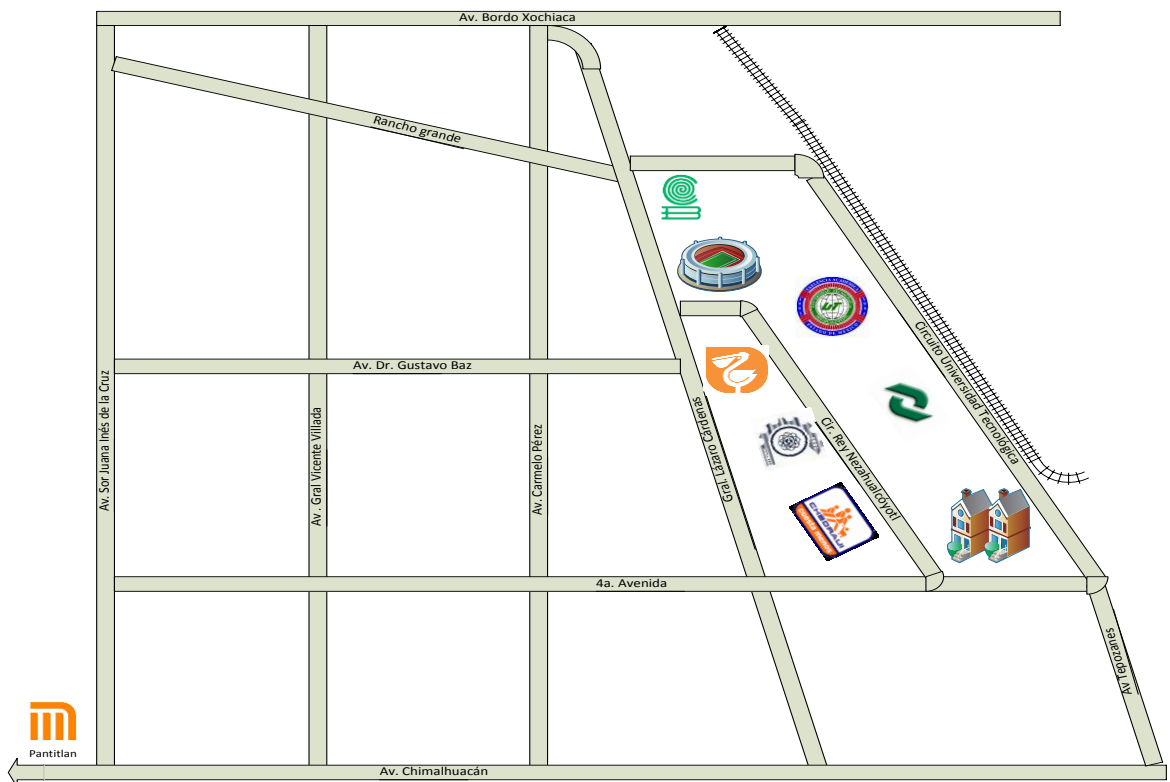 Av. Bordo Xochiaca
Rancho grande
Av. Dr. Gustavo Baz
Av. Sor Juana Inés de la Cruz
Av . Gral Vicente Villada
Av. Carmelo Pérez
Gral. Lázaro Cárdenas
Cir. Rey Nezahualcóyotl
Circuito Universidad Tecnológica
CHEDRAUI
4a. Avenida
Av Tepozanes
Pantitlan
Av. Chimalhuacán